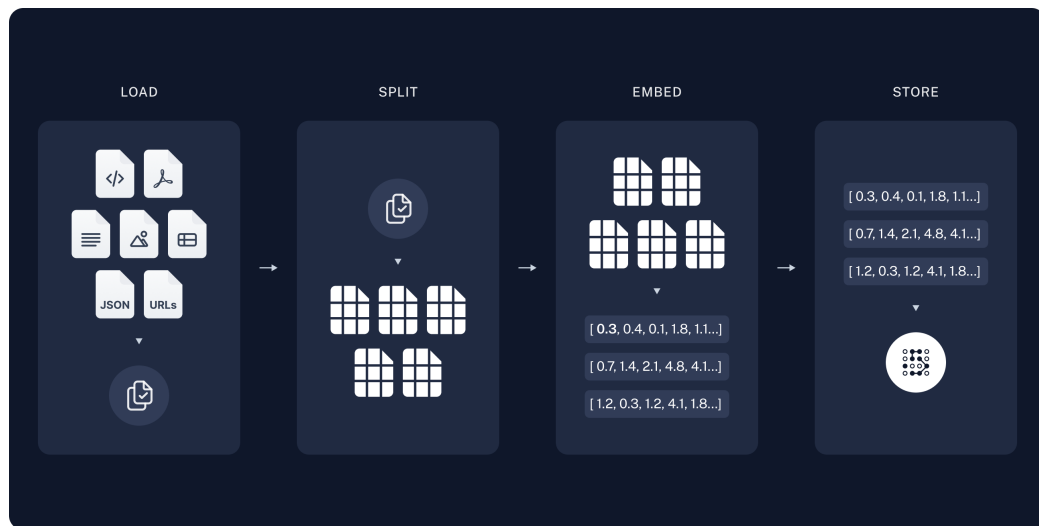 LOAD
SPLIT
EMBED
STORE
JSON
URLs
[ 0.3, 0.4, 0.1, 1.8, 1.1...]
[ 0.7, 1.4, 2.1, 4.8, 4.1...]
[ 1.2, 0.3, 1.2, 4.1, 1.8...]
[ 0.3, 0.4, 0.1, 1.8, 1.1...]
[ 0.7, 1.4, 2.1, 4.8, 4.1...]
[ 1.2, 0.3, 1.2, 4.1, 1.8...]